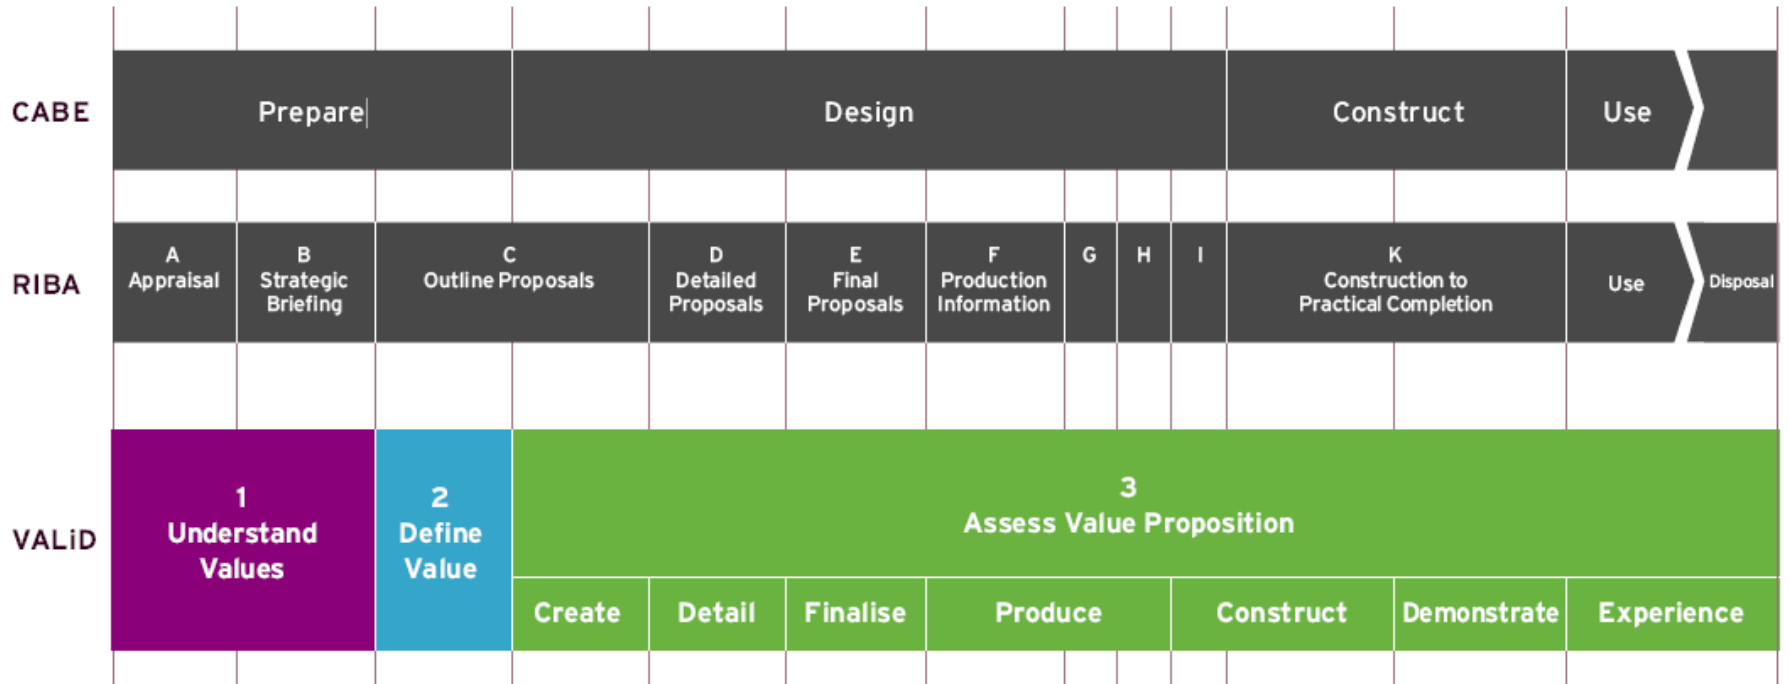 CABE
Prepare
Design
Construct
Use
RIBA
A
Appraisal
B
Strategic
Briefing
C
Outline Proposals
D
Detailed
Proposals
E
Final
Proposals
F
Production
Information
G
H
I
K
Construction to
Practical Completion
Use
Disposal
VALiD
1
Understand
Values
2
Define
Value
3
Assess Value Proposition
Create
Detail
Finalise
Produce
Construct
Demonstrate
Experience